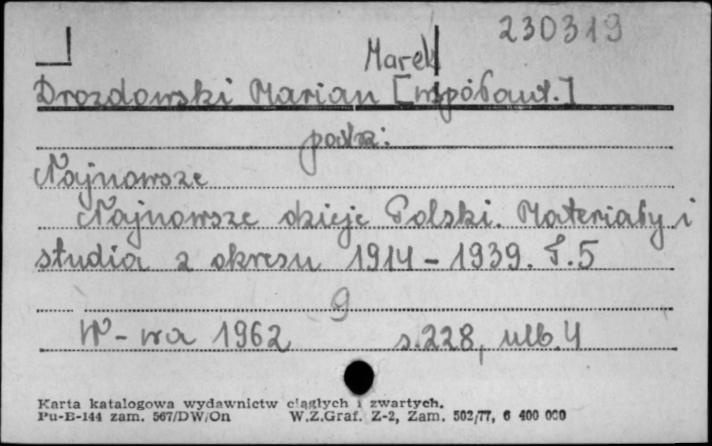 230319
Marek
Drozdowski Marian [współaut.]
patrz:
Najnowsze
Najnowsze dzieje Polski. Materiały i
studia z okresu 1914-1939. T.5
9
W-wa 1962 s.228, nlb.4
Karta katalogowa wydawnictw ciągłych i zwartych.
Pu-B-144 zam. 567/DW/On W.Z.Graf. Z-2, Zam. 502/77, 6 400 000